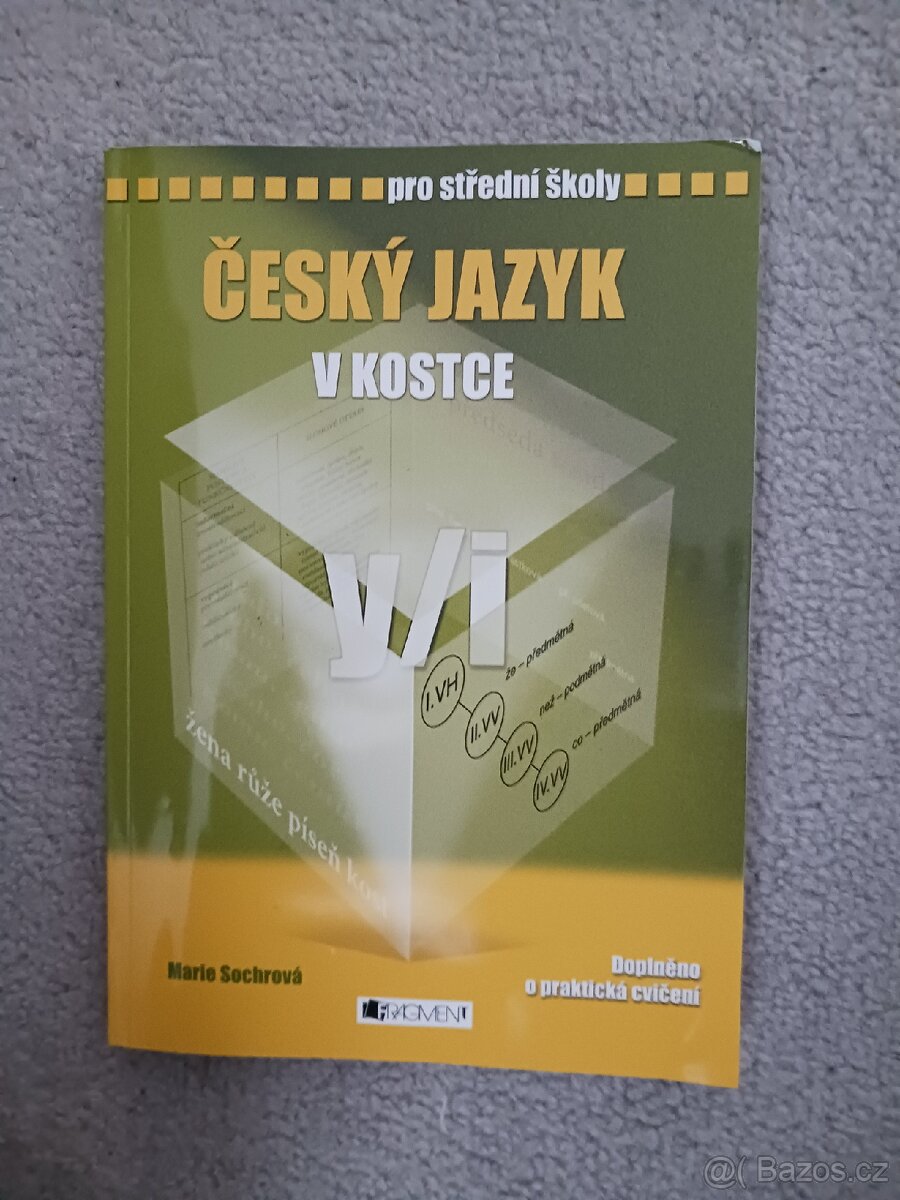 pro střední školy
ČESKÝ JAZYK
V KOSTCE
předseda
y/i
že – předmětná
I. VH
než – podmětná
II. VV
co – předmětná
III. VV
IV. VV
žena růže píseň kost
Marie Sochrová
Doplněno
o praktická cvičení
FRAGMENT
@( Bazos.cz